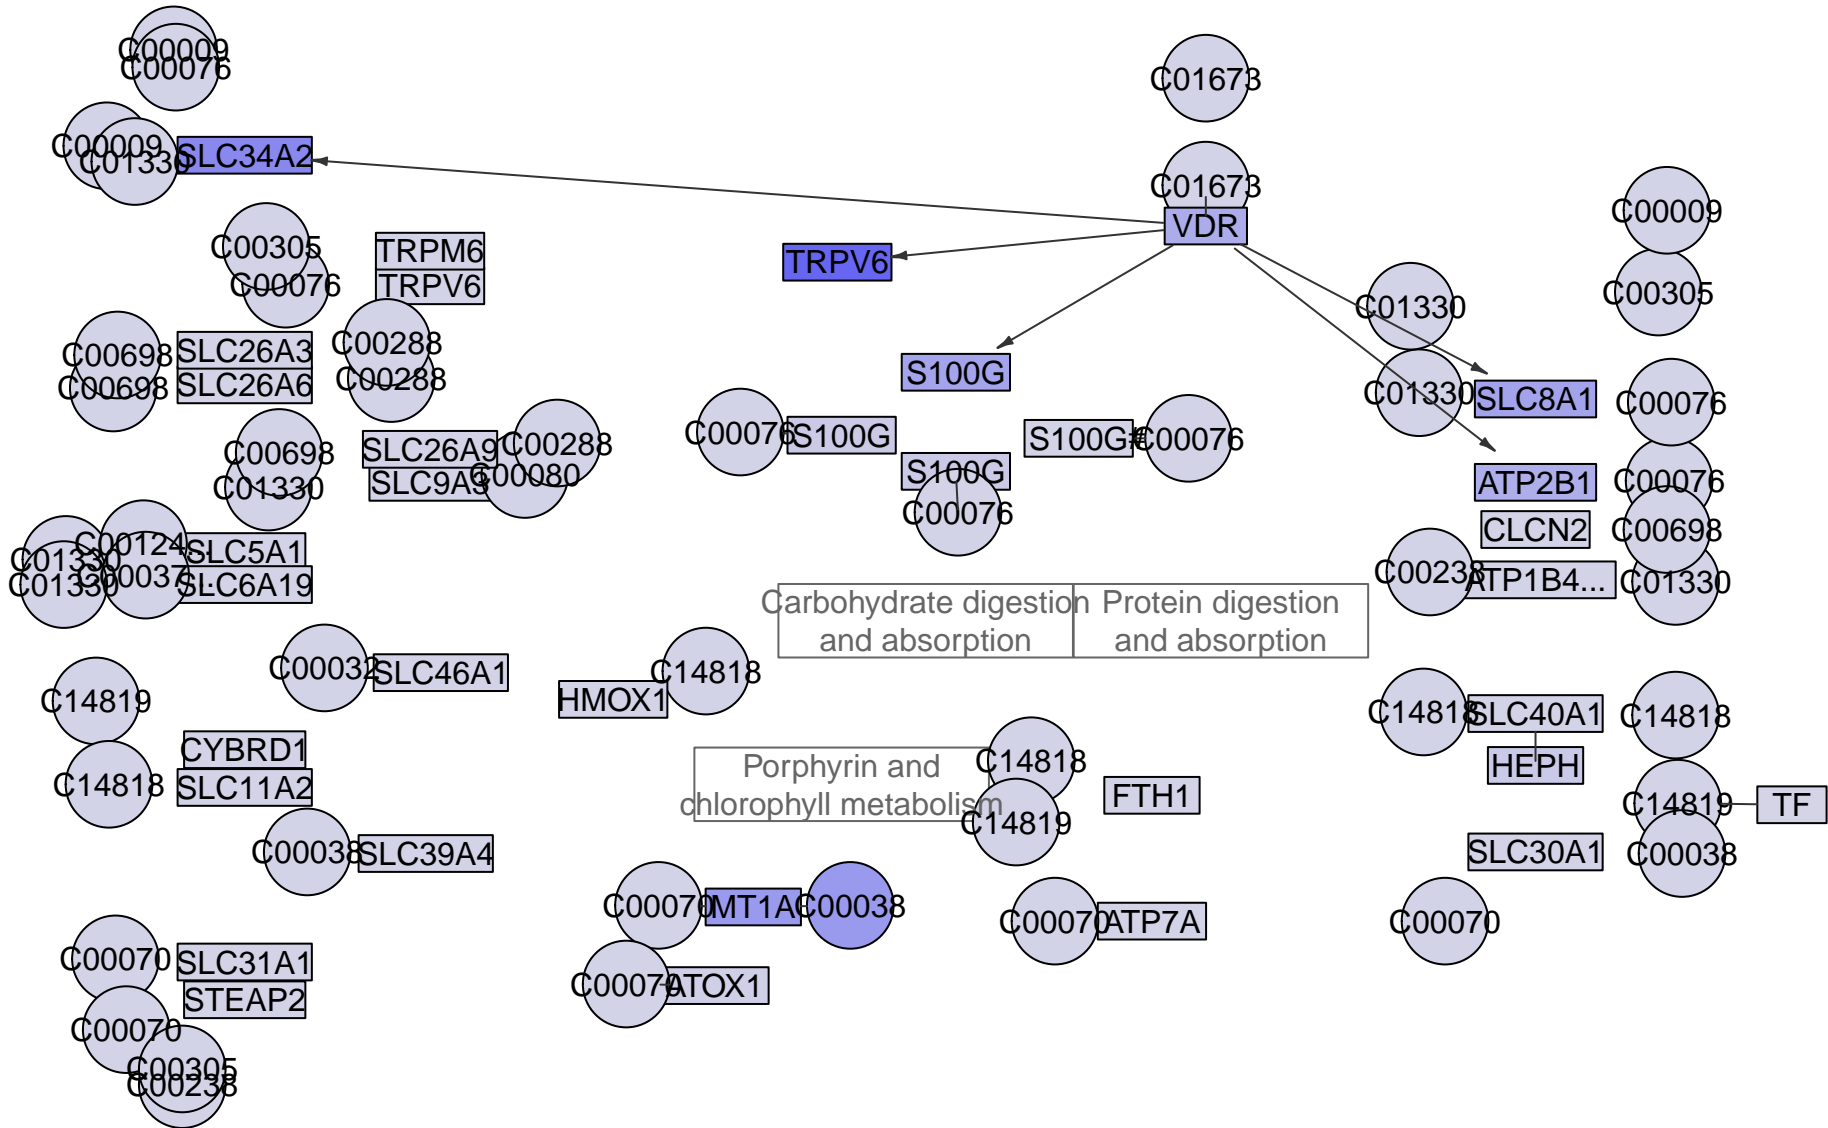 C00009
C00076
C01673
C00009
C01330
SLC34A2
C01673
VDR
C00009
C00305
C00076
TRPM6
TRPV6
TRPV6
C01330
C00305
C00698
C00698
SLC26A3
SLC26A6
C00288
C00288
S100G
C01330
SLC8A1
C00076
C00698
C01330
SLC26A9
SLC9A3
C00288
C00080
C00076
S100G
S100G
C00076
S100G#
C00076
ATP2B1
C00076
CLCN2
C00698
C01330
C01330
C00124...
C00037...
SLC5A1
SLC6A19
C00238
ATP1B4...
C01330
Carbohydrate digestion
and absorption
Protein digestion
and absorption
C00032
SLC46A1
HMOX1
C14818
C14819
C14818
CYBRD1
SLC11A2
C14818
SLC40A1
HEPH
C14818
Porphyrin and
chlorophyll metabolism
C14818
C14819
FTH1
C14819
TF
C00038
SLC39A4
SLC30A1
C00038
C00070
MT1A
C00038
C00070
ATP7A
C00070
C00070
SLC31A1
STEAP2
C00070
ATOX1
C00070
C00305
C00238